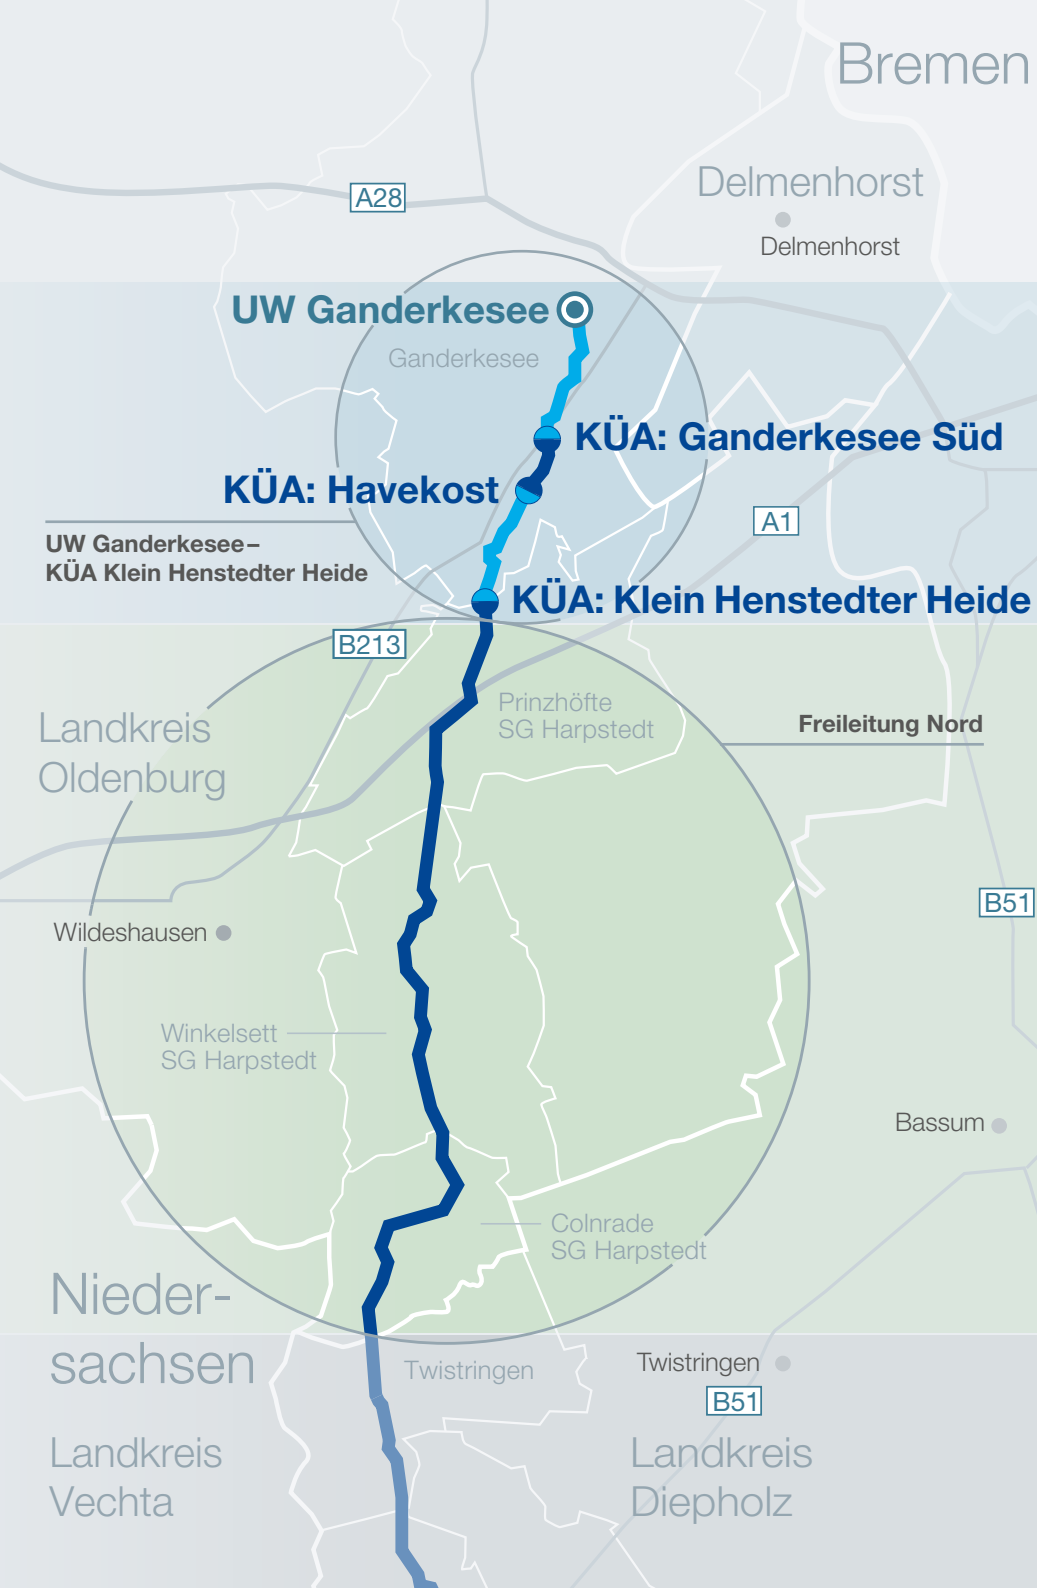 Bremen
Delmenhorst
A28
Delmenhorst
UW Ganderkesee
Ganderkesee
KÜA: Ganderkesee Süd
KÜA: Havekost
A1
UW Ganderkesee–
KÜA Klein Henstedter Heide
KÜA: Klein Henstedter Heide
B213
Prinzhöfte
SG Harpstedt
Landkreis
Oldenburg
Freileitung Nord
B51
Wildeshausen
Winkelsett
SG Harpstedt
Bassum
Colnrade
SG Harpstedt
Nieder-
sachsen
Twistringen
Twistringen
B51
Landkreis
Vechta
Landkreis
Diepholz